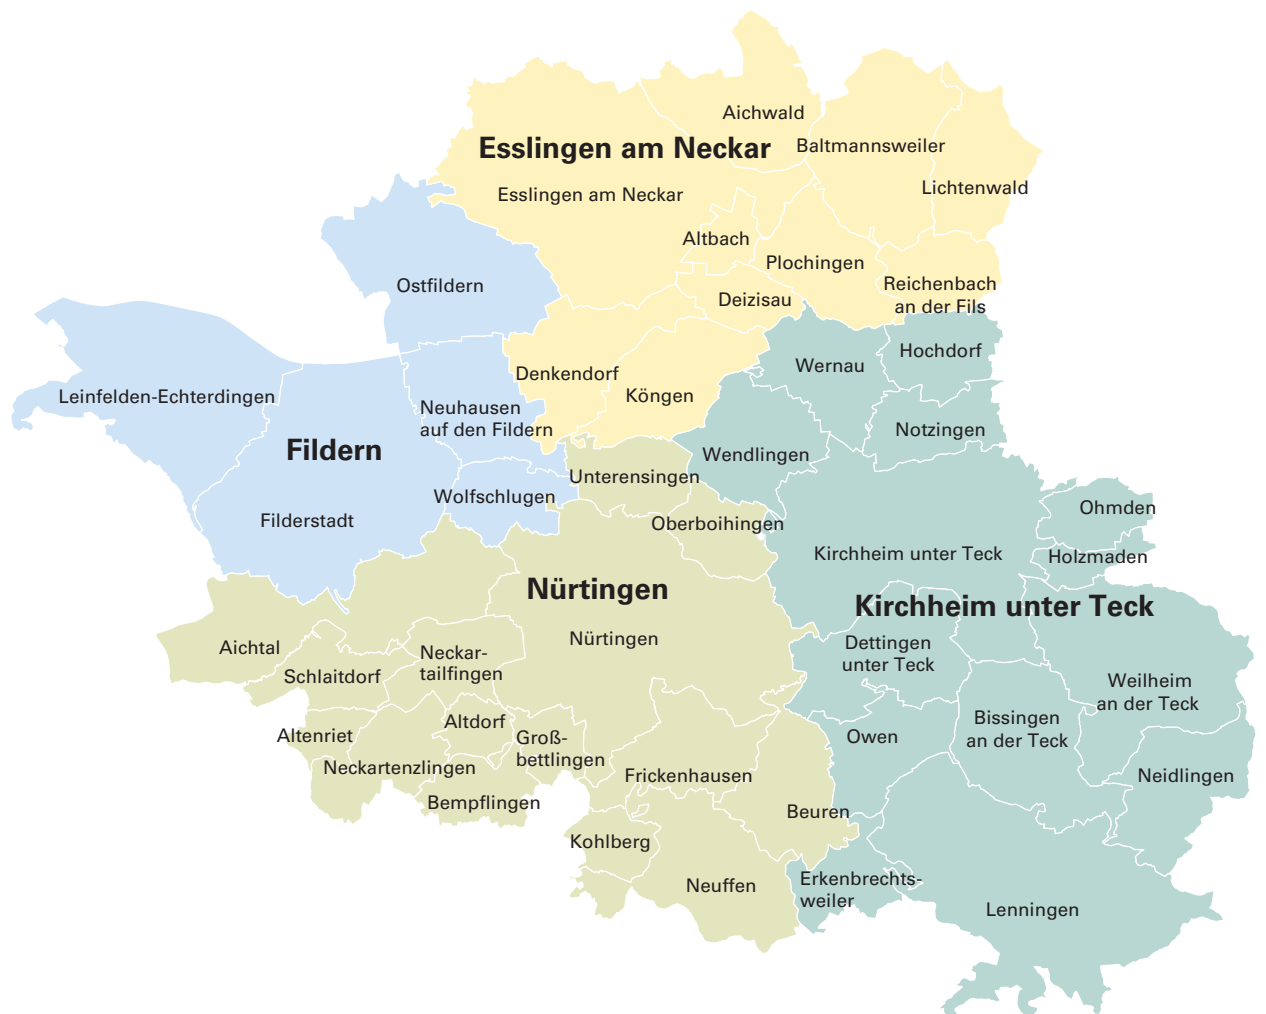 Aichwald
Esslingen am Neckar
Baltmannsweiler
Esslingen am Neckar
Lichtenwald
Altbach
Plochingen
Ostfildern
Deizisau
Reichenbach
an der Fils
Hochdorf
Wernau
Denkendorf
Köngen
Leinfelden-Echterdingen
Neuhausen
auf den Fildern
Notzingen
Fildern
Wendlingen
Unterensingen
Wolfschlugen
Ohmden
Filderstadt
Oberboihingen
Kirchheim unter Teck
Holzmaden
Nürtingen
Kirchheim unter Teck
Nürtingen
Aichtal
Neckar-
tailfingen
Dettingen
unter Teck
Schlaitdorf
Weilheim
an der Teck
Altdorf
Bissingen
an der Teck
Altenriet
Groß-
bettlingen
Owen
Neckartenzlingen
Frickenhausen
Neidlingen
Bempflingen
Beuren
Kohlberg
Neuffen
Erkenbrechts-
weiler
Lenningen